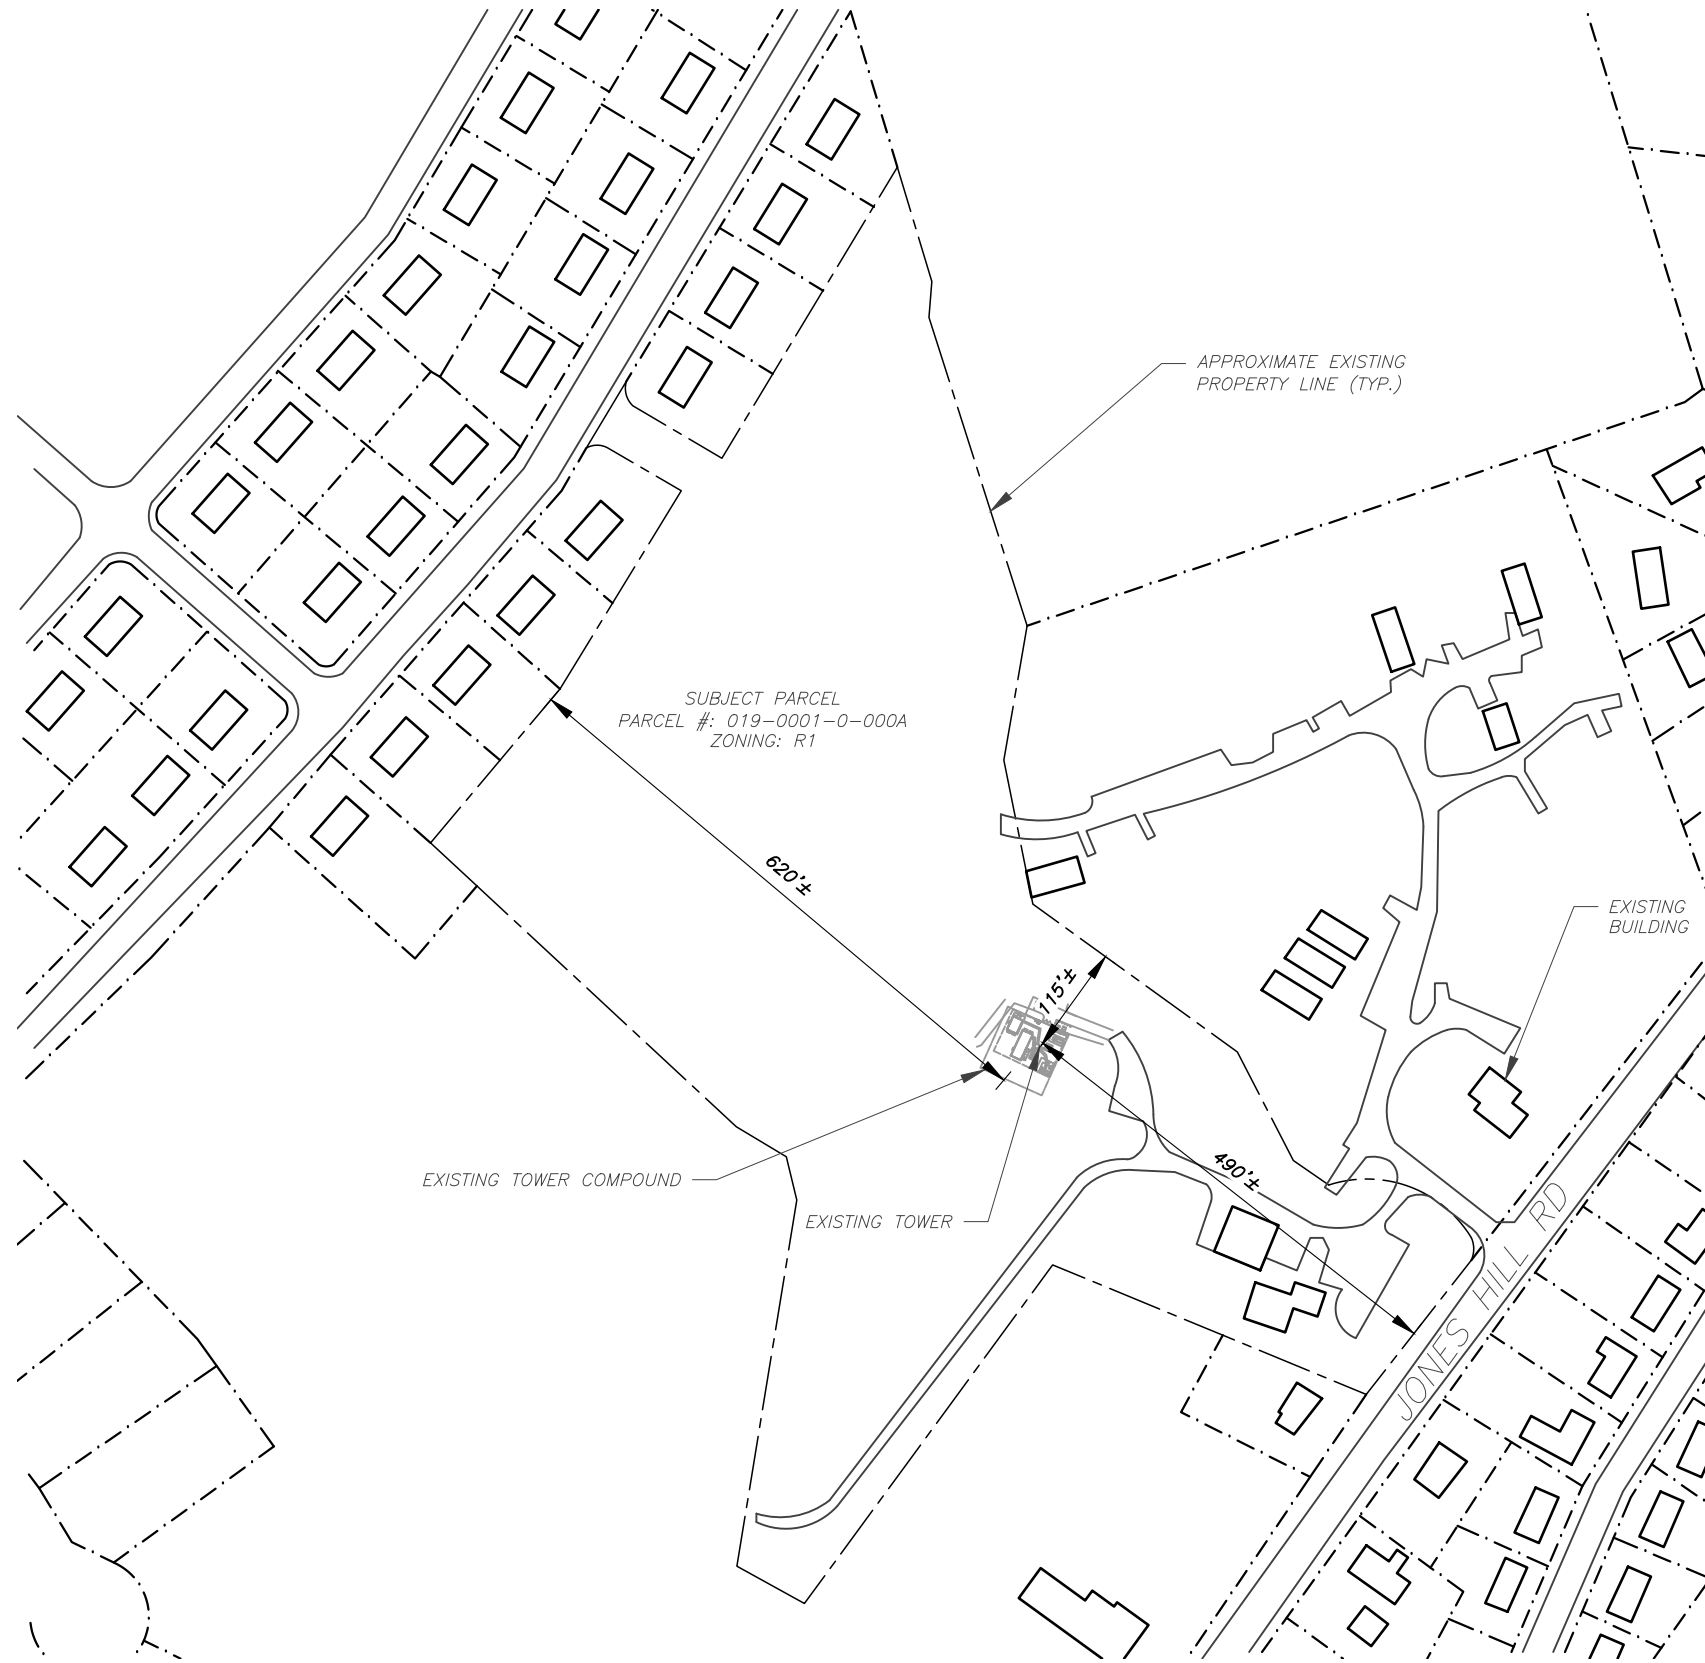 APPROXIMATE EXISTING
PROPERTY LINE (TYP.)
SUBJECT PARCEL
PARCEL #: 019-0001-0-000A
ZONING: R1
620'±
EXISTING
BUILDING
115'±
490'±
EXISTING TOWER COMPOUND
EXISTING TOWER
JONES HILL RD